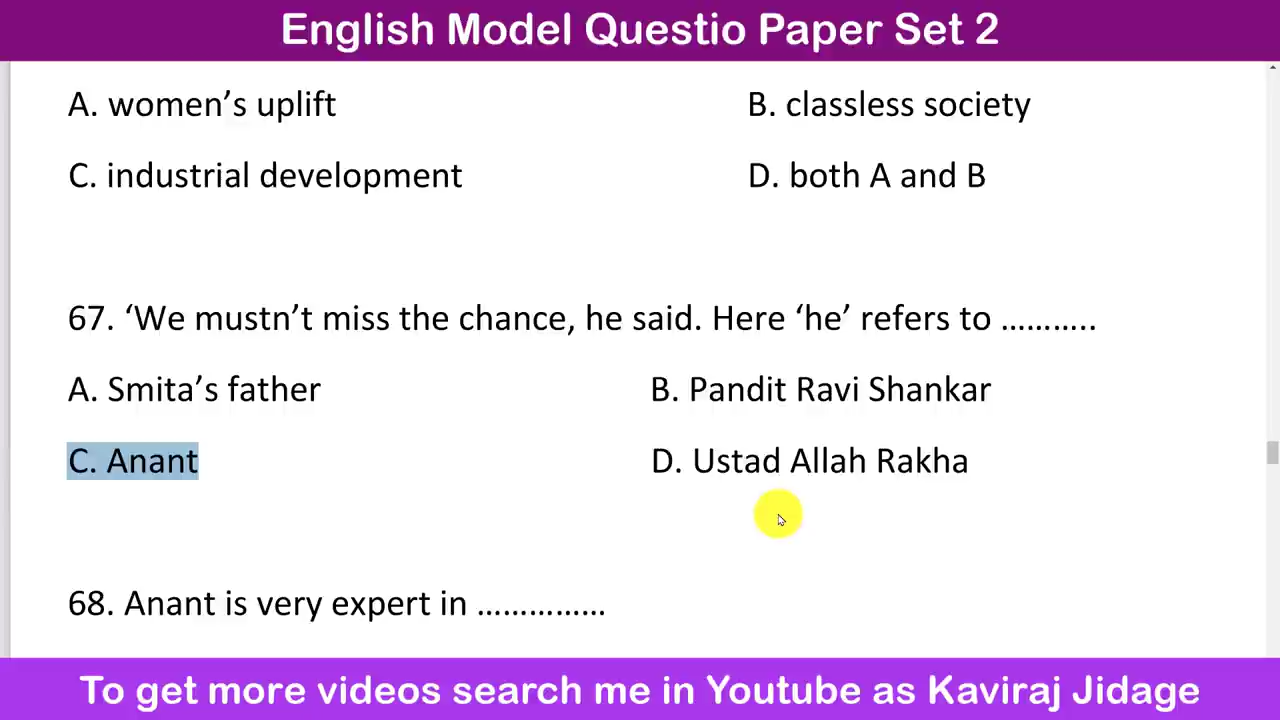 English Model Questio Paper Set 2
A. women’s uplift B. classless society
C. industrial development D. both A and B
67. ‘We mustn’t miss the chance, he said. Here ‘he’ refers to ………..
A. Smita’s father B. Pandit Ravi Shankar
C. Anant D. Ustad Allah Rakha
68. Anant is very expert in ……………
To get more videos search me in Youtube as Kaviraj Jidage